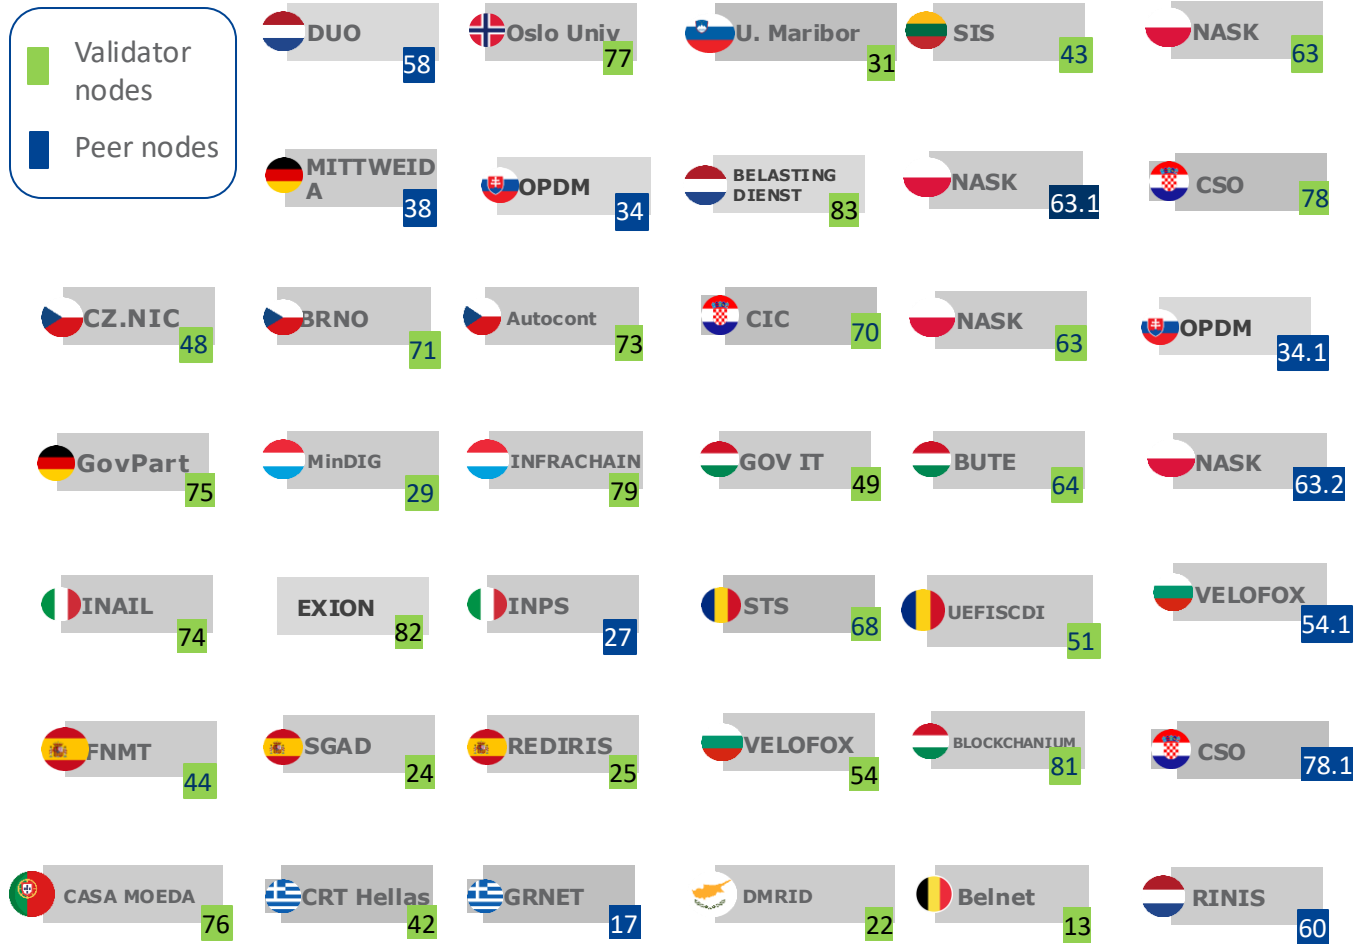 Validator
nodes
Peer nodes
DUO
58
Oslo Univ
77
U. Maribor
31
SIS
43
NASK
63
MITTWEID
A
38
OPDM
34
BELASTING
DIENST
83
NASK
63.1
CSO
78
CZ.NIC
48
BRNO
71
Autocont
73
CIC
70
NASK
63
OPDM
34.1
GovPart
75
MinDIG
29
INFRACHAIN
79
GOV IT
49
BUTE
64
NASK
63.2
INAIL
74
EXION
82
INPS
27
STS
68
UEFISCDI
51
VELOFOX
54.1
FNMT
44
SGAD
24
REDIRIS
25
VELOFOX
54
BLOCKCHANIUM
81
CSO
78.1
CASA MOEDA
76
CRT Hellas
42
GRNET
17
DMRID
22
Belnet
13
RINIS
60